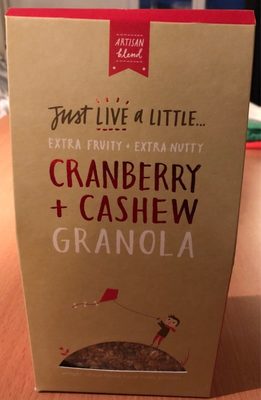 ARTISAN
blend
Just LIVE a LITTLE...
EXTRA FRUITY + EXTRA NUTTY
CRANBERRY
+ CASHEW
GRANOLA